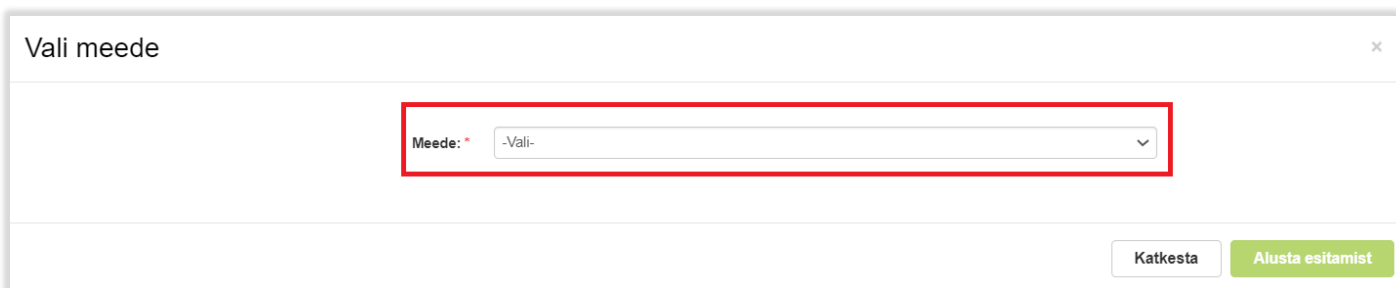 Vali meede
×
Meede: * -Vali-
Katkesta Alusta esitamist